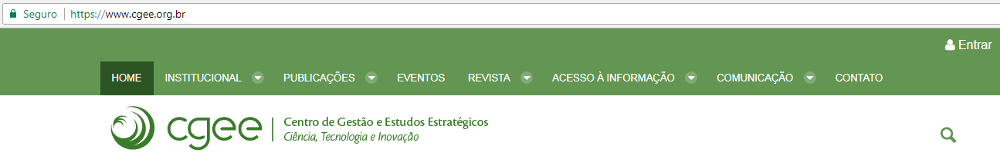 Seguro https://www.cgee.org.br
Entrar
HOME INSTITUCIONAL PUBLICAÇÕES EVENTOS REVISTA ACESSO À INFORMAÇÃO COMUNICAÇÃO CONTATO
cgee
Centro de Gestão e Estudos Estratégicos
Ciência, Tecnologia e Inovação